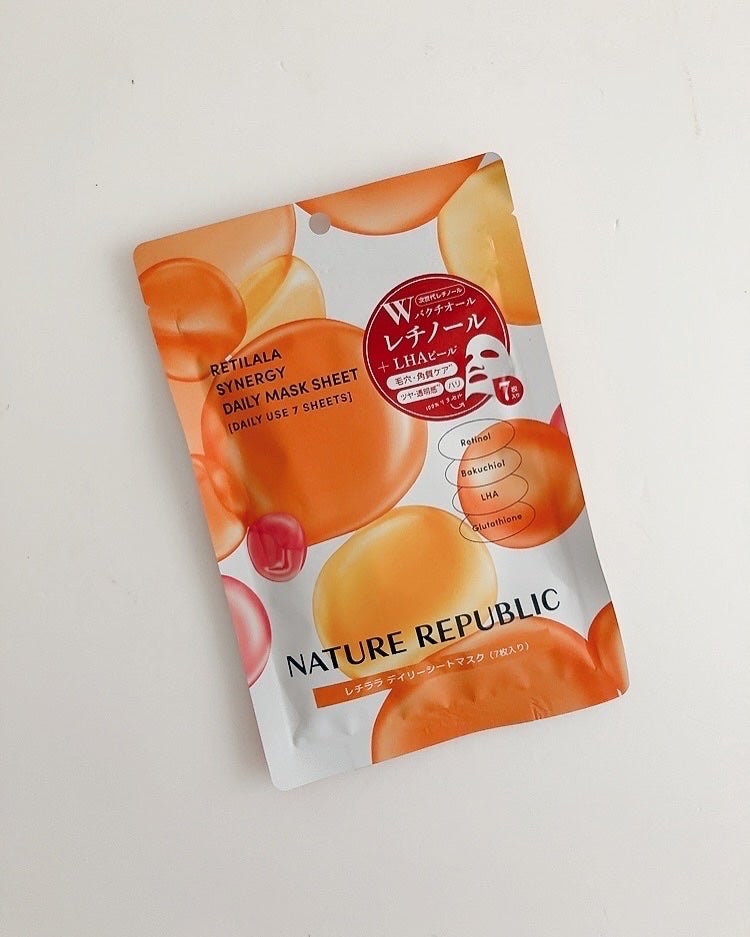 RETILALA
SYNERGY
DAILY MASK SHEET
[DAILY USE 7 SHEETS]
次世代レチノール
W バクチオール
レチノール
+ LHAピール
毛穴・角質ケア
ツヤ・透明感 ハリ
7枚入り
Retinol
Bakuchiol
LHA
Glutathione
NATURE REPUBLIC
レチララ デイリーシートマスク（7枚入り）